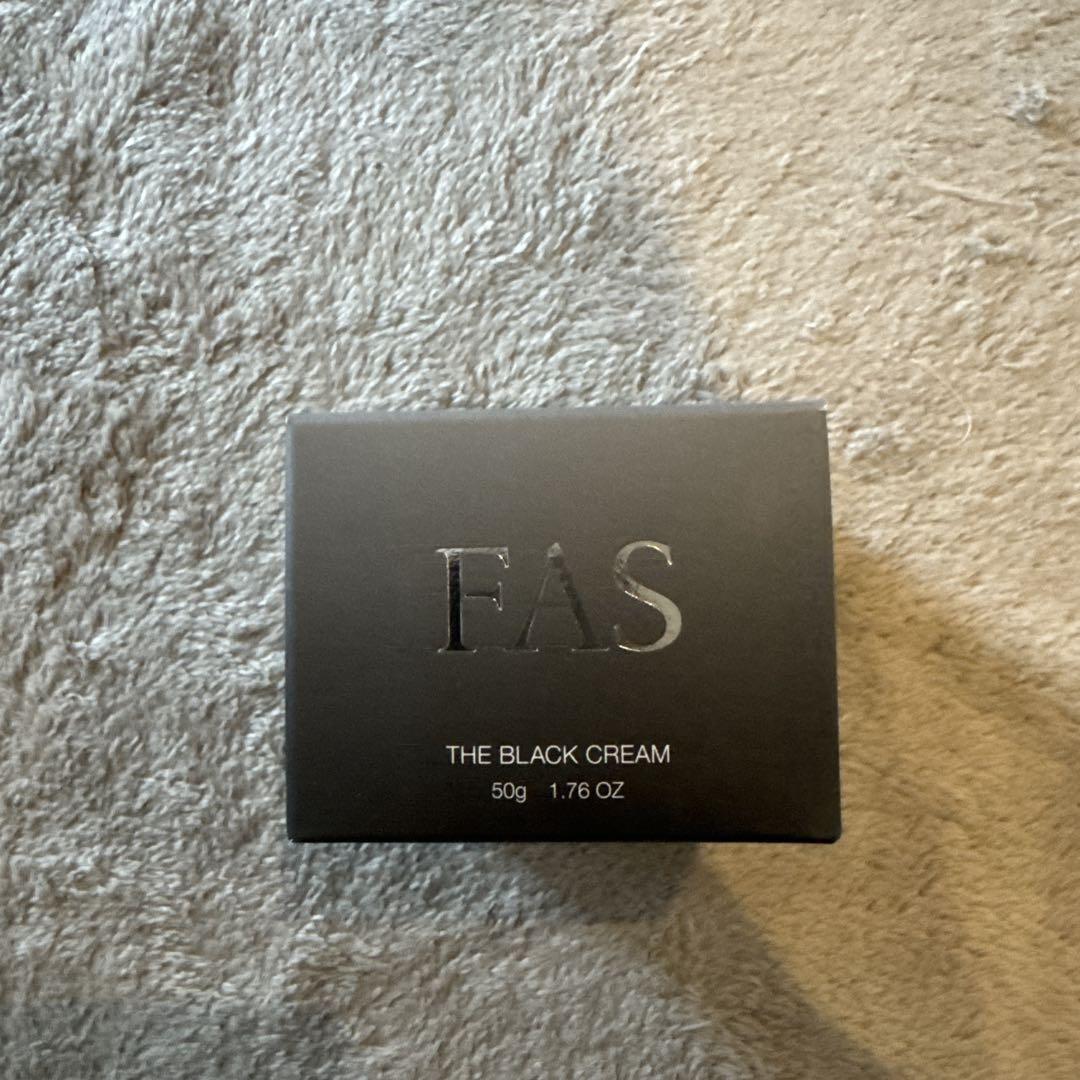 FAS
THE BLACK CREAM
50g 1.76 OZ